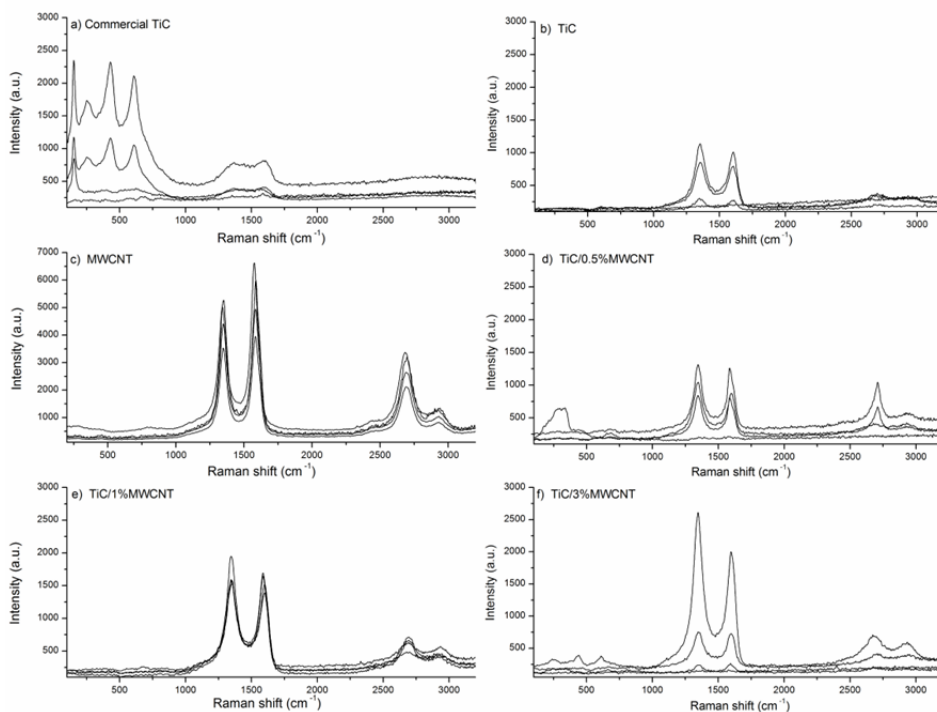 a) Commercial TiC
Intensity (a.u.)
3000
2500
2000
1500
1000
500
500 1000 1500 2000 2500 3000
Raman shift (cm⁻¹)
b) TiC
Intensity (a.u.)
3000
2500
2000
1500
1000
500
500 1000 1500 2000 2500 3000
Raman shift (cm⁻¹)
c) MWCNT
Intensity (a.u.)
7000
6000
5000
4000
3000
2000
1000
500 1000 1500 2000 2500 3000
Raman shift (cm⁻¹)
d) TiC/0.5%MWCNT
Intensity (a.u.)
3000
2500
2000
1500
1000
500
500 1000 1500 2000 2500 3000
Raman shift (cm⁻¹)
e) TiC/1%MWCNT
Intensity (a.u.)
3000
2500
2000
1500
1000
500
500 1000 1500 2000 2500 3000
Raman shift (cm⁻¹)
f) TiC/3%MWCNT
Intensity (a.u.)
3000
2500
2000
1500
1000
500
500 1000 1500 2000 2500 3000
Raman shift (cm⁻¹)